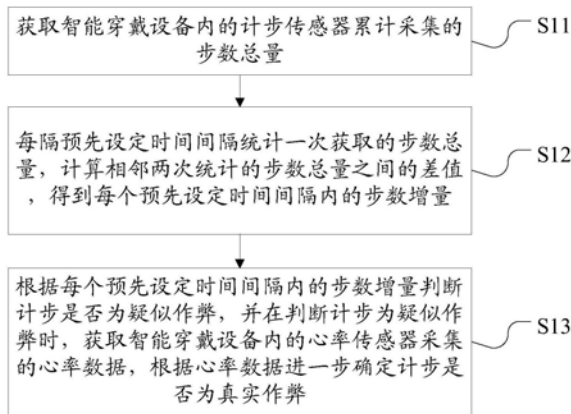 获取智能穿戴设备内的计步传感器累计采集的
步数总量
S11
每隔预先设定时间间隔统计一次获取的步数总
量，计算相邻两次统计的步数总量之间的差值
，得到每个预先设定时间间隔内的步数增量
S12
根据每个预先设定时间间隔内的步数增量判断
计步是否为疑似作弊，并在判断计步为疑似作
弊时，获取智能穿戴设备内的心率传感器采集
的心率数据，根据心率数据进一步确定计步是
否为真实作弊
S13